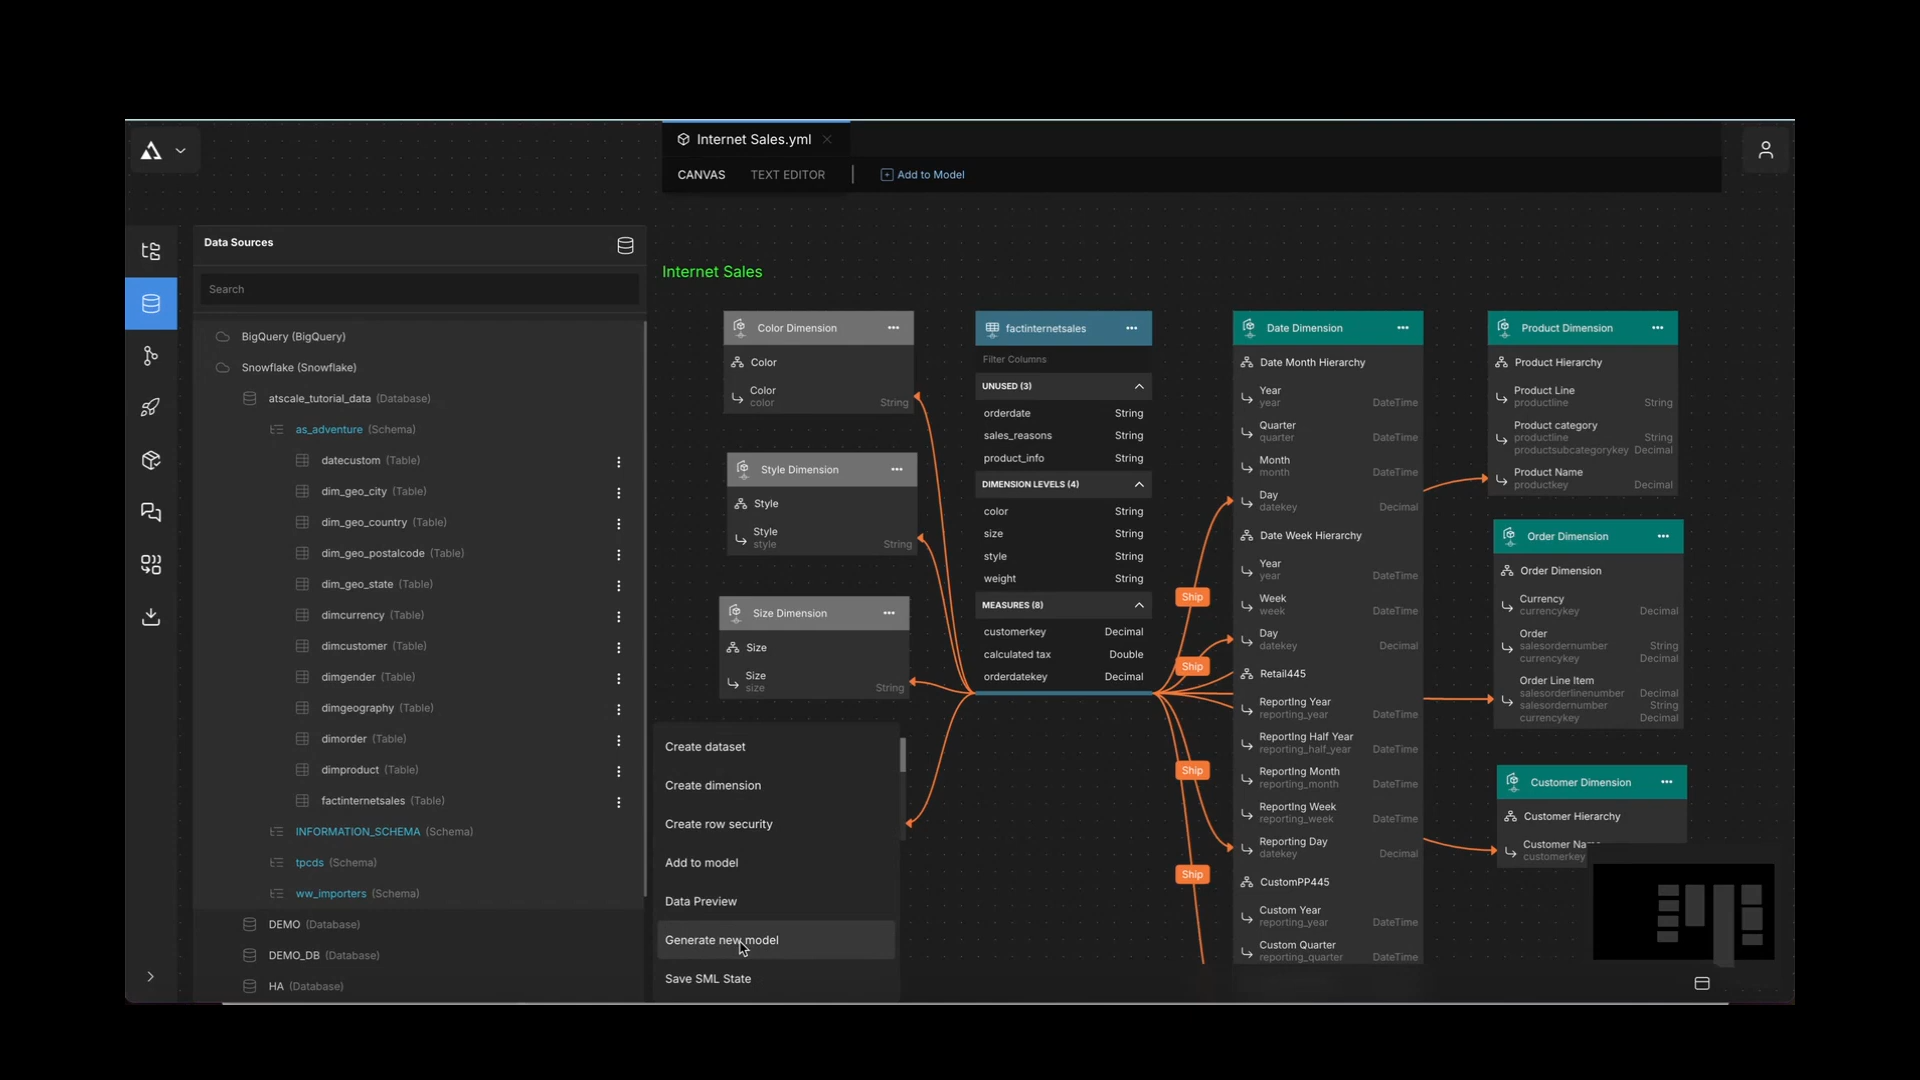 Internet Sales.yml
CANVAS
TEXT EDITOR
Add to Model
Data Sources
Search
BigQuery (BigQuery)
Snowflake (Snowflake)
atscale_tutorial_data (Database)
as_adventure (Schema)
datecustom (Table)
dim_geo_city (Table)
dim_geo_country (Table)
dim_geo_postalcode (Table)
dim_geo_state (Table)
dimcurrency (Table)
dimcustomer (Table)
dimgender (Table)
dimgeography (Table)
dimorder (Table)
dimproduct (Table)
factinternetsales (Table)
INFORMATION_SCHEMA (Schema)
tpcds (Schema)
ww_importers (Schema)
DEMO (Database)
DEMO_DB (Database)
HA (Database)
Internet Sales
Color Dimension
Color
Color
color String
Style Dimension
Style
Style
style String
Size Dimension
Size
Size
size String
Create dataset
Create dimension
Create row security
Add to model
Data Preview
Generate new model
Save SML State
factinternetsales
Filter Columns
UNUSED (3)
orderdate String
sales_reasons String
product_info String
DIMENSION LEVELS (4)
color String
size String
style String
weight String
MEASURES (8)
customerkey Decimal
calculated tax Double
orderdatekey Decimal
Ship
Ship
Ship
Ship
Date Dimension
Date Month Hierarchy
Year
year DateTime
Quarter
quarter DateTime
Month
month DateTime
Day
datekey Decimal
Date Week Hierarchy
Year
year DateTime
Week
week DateTime
Day
datekey Decimal
Retail445
Reporting Year
reporting_year DateTime
Reporting Half Year
reporting_half_year DateTime
Reporting Month
reporting_month DateTime
Reporting Week
reporting_week DateTime
Reporting Day
datekey Decimal
CustomPP445
Custom Year
reporting_year DateTime
Custom Quarter
reporting_quarter DateTime
Product Dimension
Product Hierarchy
Product Line
productline String
Product category
productline String
productsubcategorykey Decimal
Product Name
productkey Decimal
Order Dimension
Order Dimension
Currency
currencykey Decimal
Order
salesordernumber String
currencykey Decimal
Order Line Item
salesorderlinenumber Decimal
salesordernumber String
currencykey Decimal
Customer Dimension
Customer Hierarchy
Customer Na
customerkey